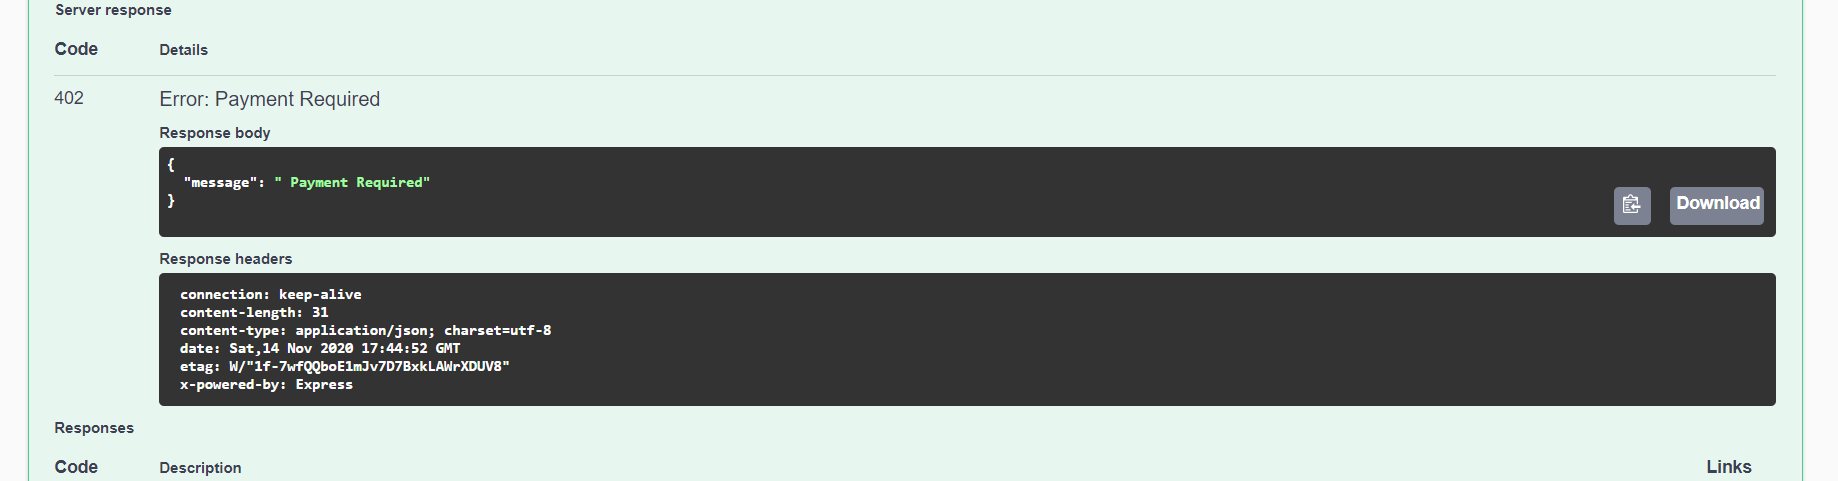 Server response
Code Details
402 Error: Payment Required
Response body
{
"message": " Payment Required"
}
Download
Response headers
connection: keep-alive
content-length: 31
content-type: application/json; charset=utf-8
date: Sat,14 Nov 2020 17:44:52 GMT
etag: W/"1f-7wfQQboE1mJv7D7BxkLAWrXDUV8"
x-powered-by: Express
Responses
Code Description Links